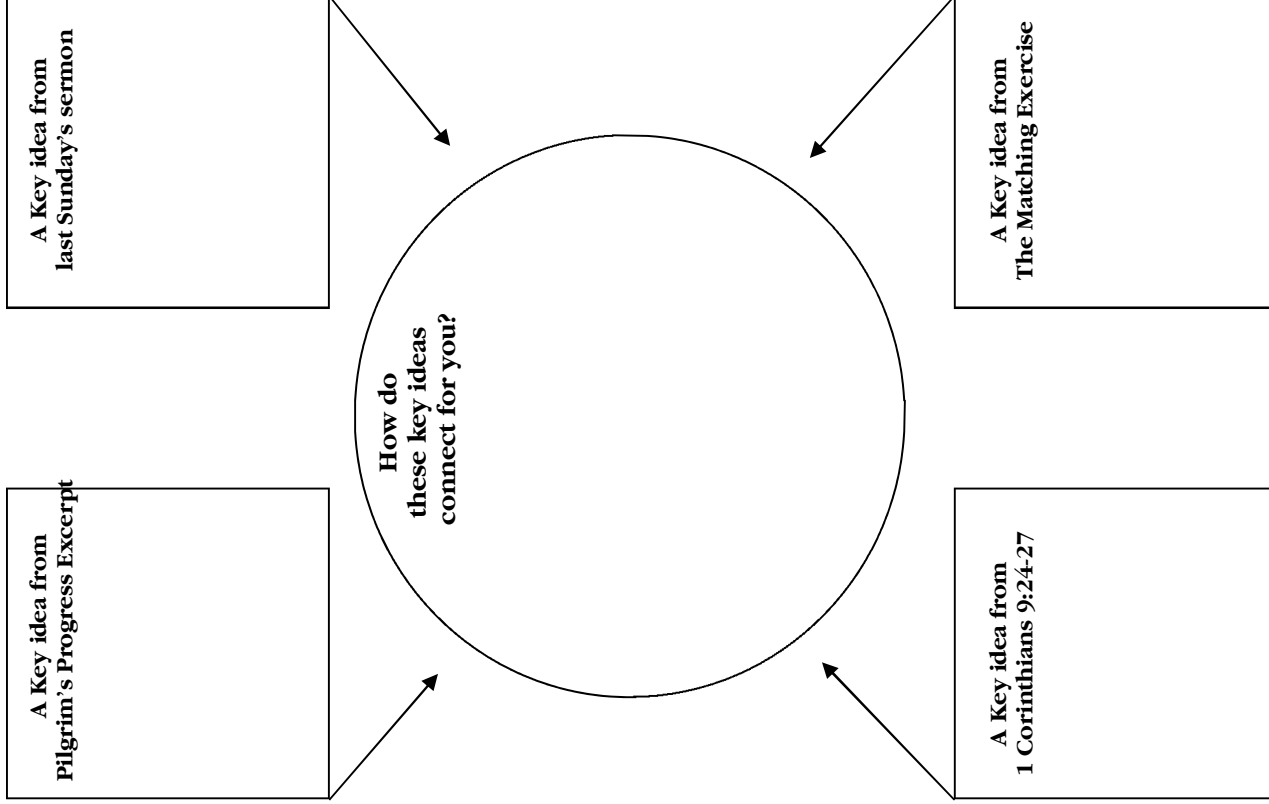 A Key idea from
Pilgrim's Progress Excerpt
A Key idea from
last Sunday's sermon
How do
these key ideas
connect for you?
A Key idea from
1 Corinthians 9:24-27
A Key idea from
The Matching Exercise